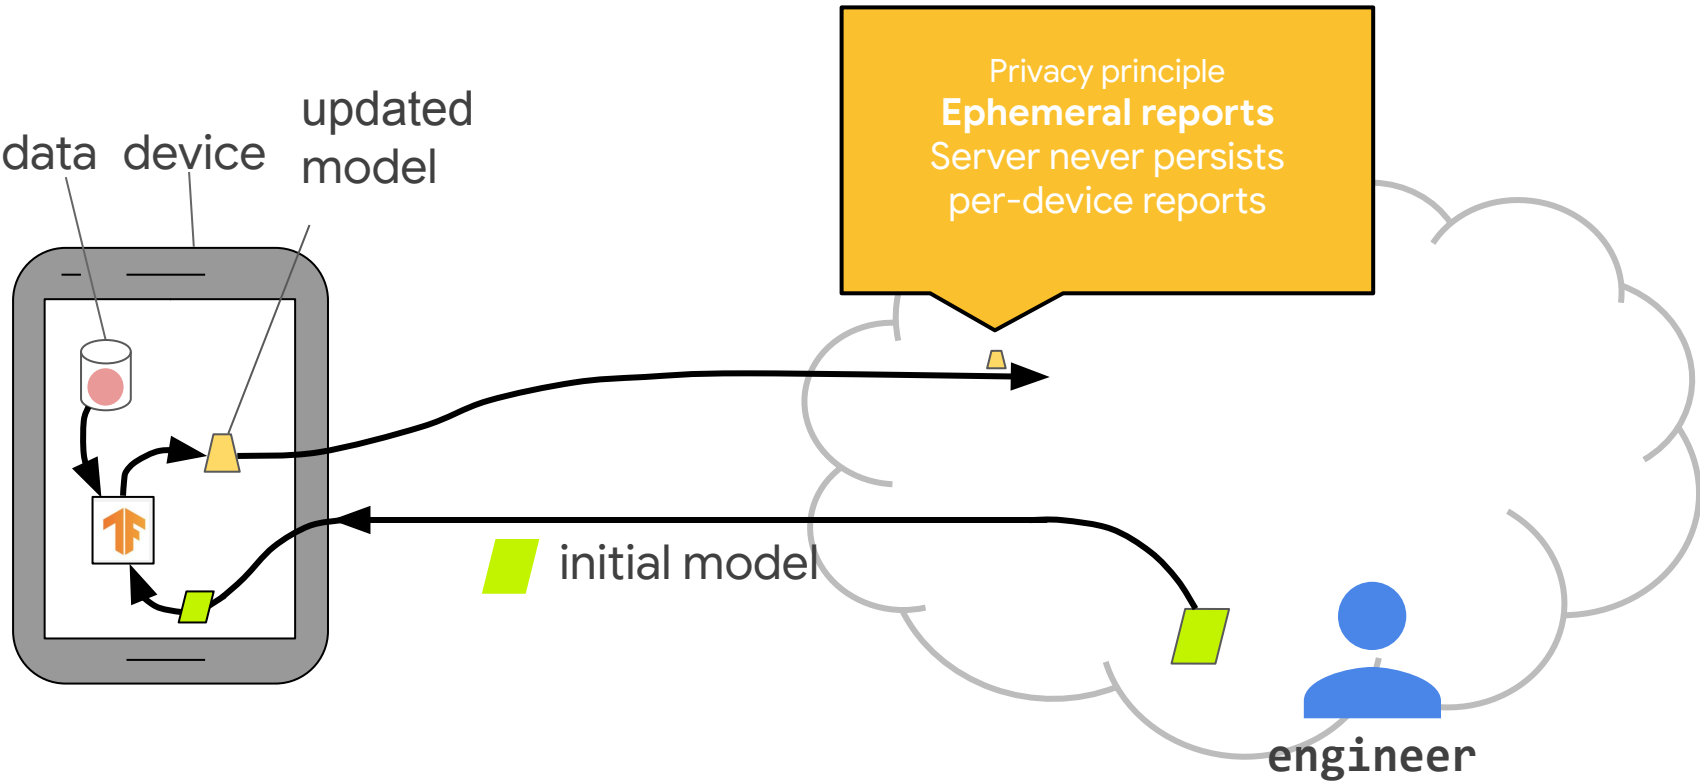 Privacy principle
Ephemeral reports
Server never persists
per-device reports
updated
model
data device
initial model
engineer